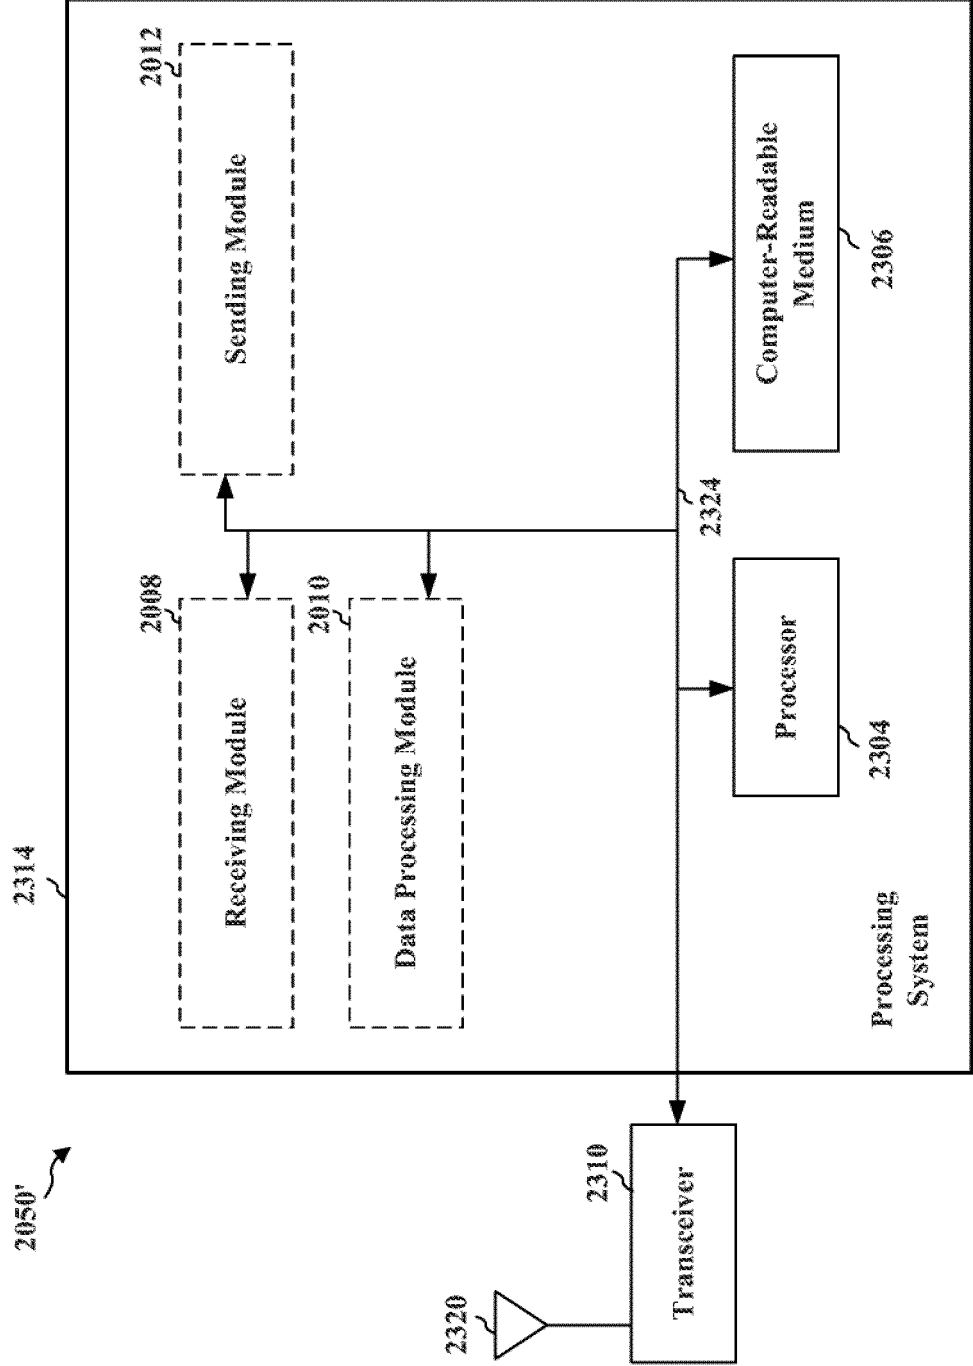 2050'
2314
2008
Receiving Module
2012
Sending Module
2010
Data Processing Module
2320
2310
Transceiver
2324
Processor
2304
Computer-Readable
Medium
2306
Processing
System